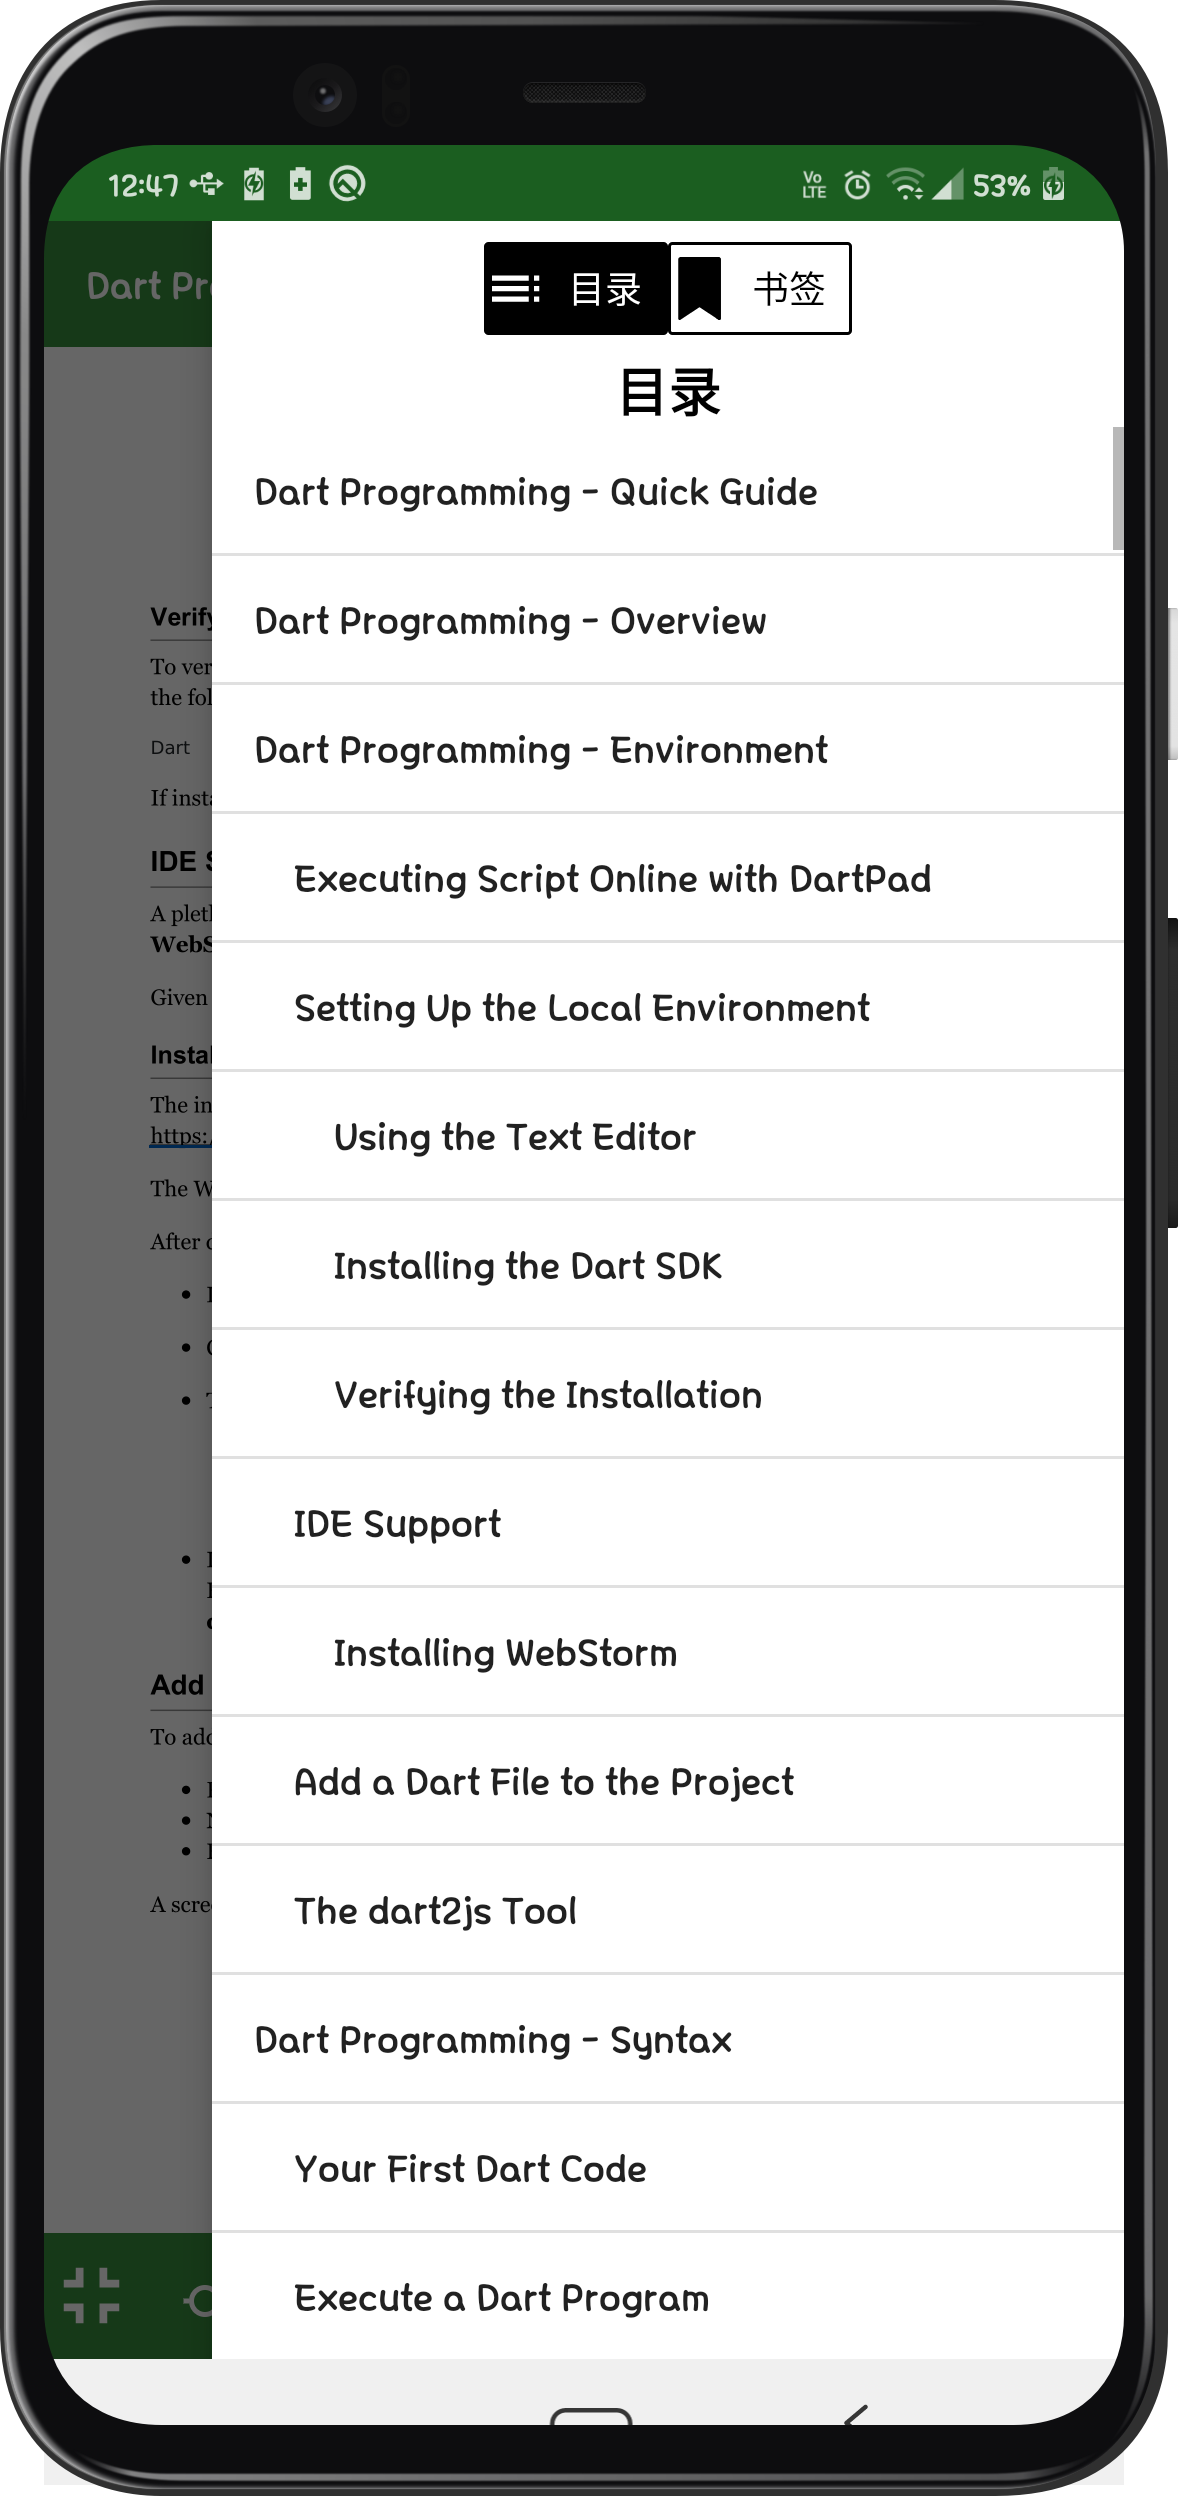 12:47
Vo LTE
53%
Dart Pr
目录
书签
目录
Dart Programming - Quick Guide
Dart Programming - Overview
Dart Programming - Environment
Executing Script Online with DartPad
Setting Up the Local Environment
Using the Text Editor
Installing the Dart SDK
Verifying the Installation
IDE Support
Installing WebStorm
Add a Dart File to the Project
The dart2js Tool
Dart Programming - Syntax
Your First Dart Code
Execute a Dart Program
Verify
To ver
the fol
Dart
If insta
IDE S
A pleth
WebS
Given
Instal
The in
https:/
The W
After
Add
To add
A scre